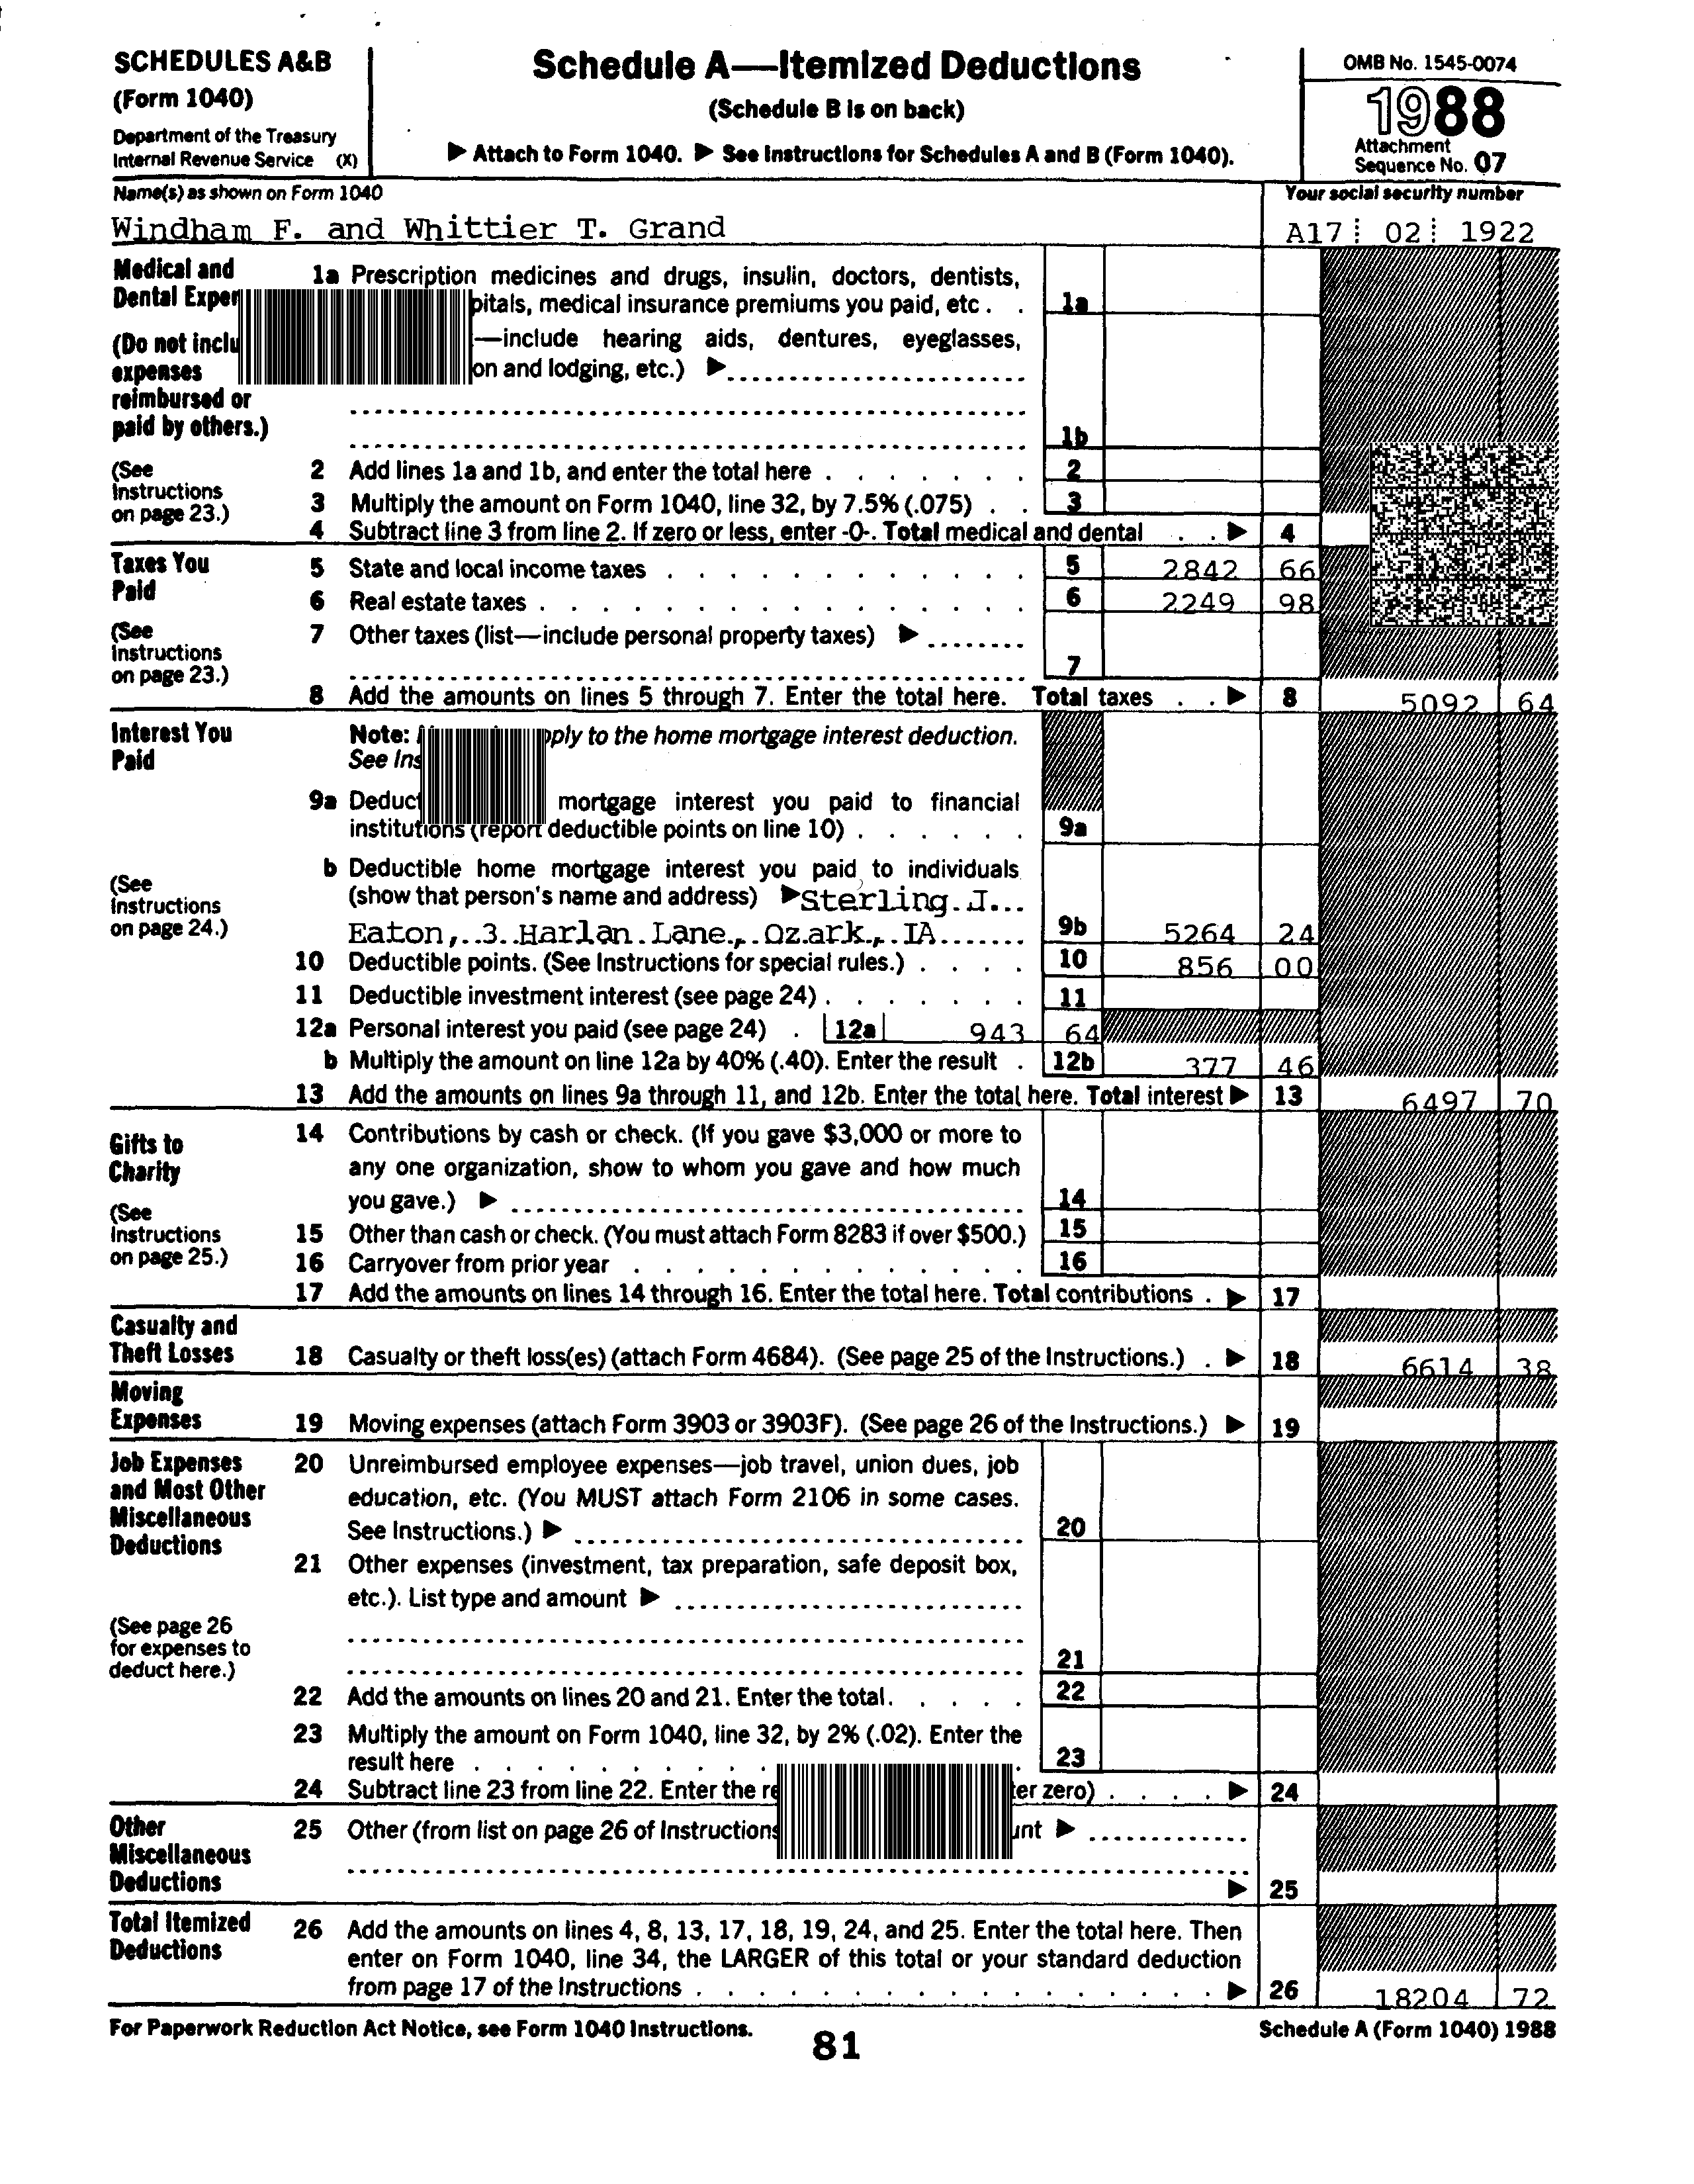 SCHEDULES A&B
(Form 1040)
Department of the Treasury
Internal Revenue Service (X)
Schedule A—Itemized Deductions
(Schedule B is on back)
▶ Attach to Form 1040. ▶ See Instructions for Schedules A and B (Form 1040).
OMB No. 1545-0074
1988
Attachment
Sequence No. 07
Name(s) as shown on Form 1040
Your social security number
Windham F. and Whittier T. Grand
A17 02 1922
Medical and
Dental
(Do not
expenses
reimbursed or
paid by others.)
(See
Instructions
on page 23.)
1a Prescription medicines and drugs, insulin, doctors, dentists,
medical insurance premiums you paid, etc . . 1a
—include hearing aids, dentures, eyeglasses,
and lodging, etc.) ▶
1b
2 Add lines 1a and 1b, and enter the total here . . . . . . . 2
3 Multiply the amount on Form 1040, line 32, by 7.5% (.075) . . 3
4 Subtract line 3 from line 2. If zero or less, enter -0-. Total medical and dental . . ▶ 4
Taxes You
Paid
(See
Instructions
on page 23.)
5 State and local income taxes . . . . . . . . . . . . 5 2842 66
6 Real estate taxes . . . . . . . . . . . . . . . . 6 2249 98
7 Other taxes (list—include personal property taxes) ▶
7
8 Add the amounts on lines 5 through 7. Enter the total here. Total taxes . . ▶ 8 5092 64
Interest You
Paid
(See
Instructions
on page 24.)
Note: to the home mortgage interest deduction.
See
9a mortgage interest you paid to financial
institutions (report deductible points on line 10) . . . . . . 9a
b Deductible home mortgage interest you paid to individuals
(show that person's name and address) ▶ Sterling J.
Eaton, 3 Harlan Lane, Ozark, IA 9b 5264 24
10 Deductible points. (See Instructions for special rules.) . . . . 10 856 00
11 Deductible investment interest (see page 24) . . . . . . . 11
12a Personal interest you paid (see page 24) . 12a 943 64
b Multiply the amount on line 12a by 40% (.40). Enter the result . 12b 377 46
13 Add the amounts on lines 9a through 11, and 12b. Enter the total here. Total interest ▶ 13 6497 70
Gifts to
Charity
(See
Instructions
on page 25.)
14 Contributions by cash or check. (If you gave $3,000 or more to
any one organization, show to whom you gave and how much
you gave.) ▶ 14
15 Other than cash or check. (You must attach Form 8283 if over $500.) 15
16 Carryover from prior year . . . . . . . . . . . . . 16
17 Add the amounts on lines 14 through 16. Enter the total here. Total contributions . ▶ 17
Casualty and
Theft Losses
18 Casualty or theft loss(es) (attach Form 4684). (See page 25 of the Instructions.) . ▶ 18 6614 38
Moving
Expenses
19 Moving expenses (attach Form 3903 or 3903F). (See page 26 of the Instructions.) ▶ 19
Job Expenses
and Most Other
Miscellaneous
Deductions
(See page 26
for expenses to
deduct here.)
20 Unreimbursed employee expenses—job travel, union dues, job
education, etc. (You MUST attach Form 2106 in some cases.
See Instructions.) ▶ 20
21 Other expenses (investment, tax preparation, safe deposit box,
etc.). List type and amount ▶
21
22 Add the amounts on lines 20 and 21. Enter the total. . . . . 22
23 Multiply the amount on Form 1040, line 32, by 2% (.02). Enter the
result here . . . . . . . . . . 23
24 Subtract line 23 from line 22. Enter the zero) . . . . ▶ 24
Other
Miscellaneous
Deductions
25 Other (from list on page 26 of Instructions ▶
▶ 25
Total Itemized
Deductions
26 Add the amounts on lines 4, 8, 13, 17, 18, 19, 24, and 25. Enter the total here. Then
enter on Form 1040, line 34, the LARGER of this total or your standard deduction
from page 17 of the Instructions . . . . . . . . . . . . . . . . ▶ 26 18204 72
For Paperwork Reduction Act Notice, see Form 1040 Instructions.
81
Schedule A (Form 1040) 1988